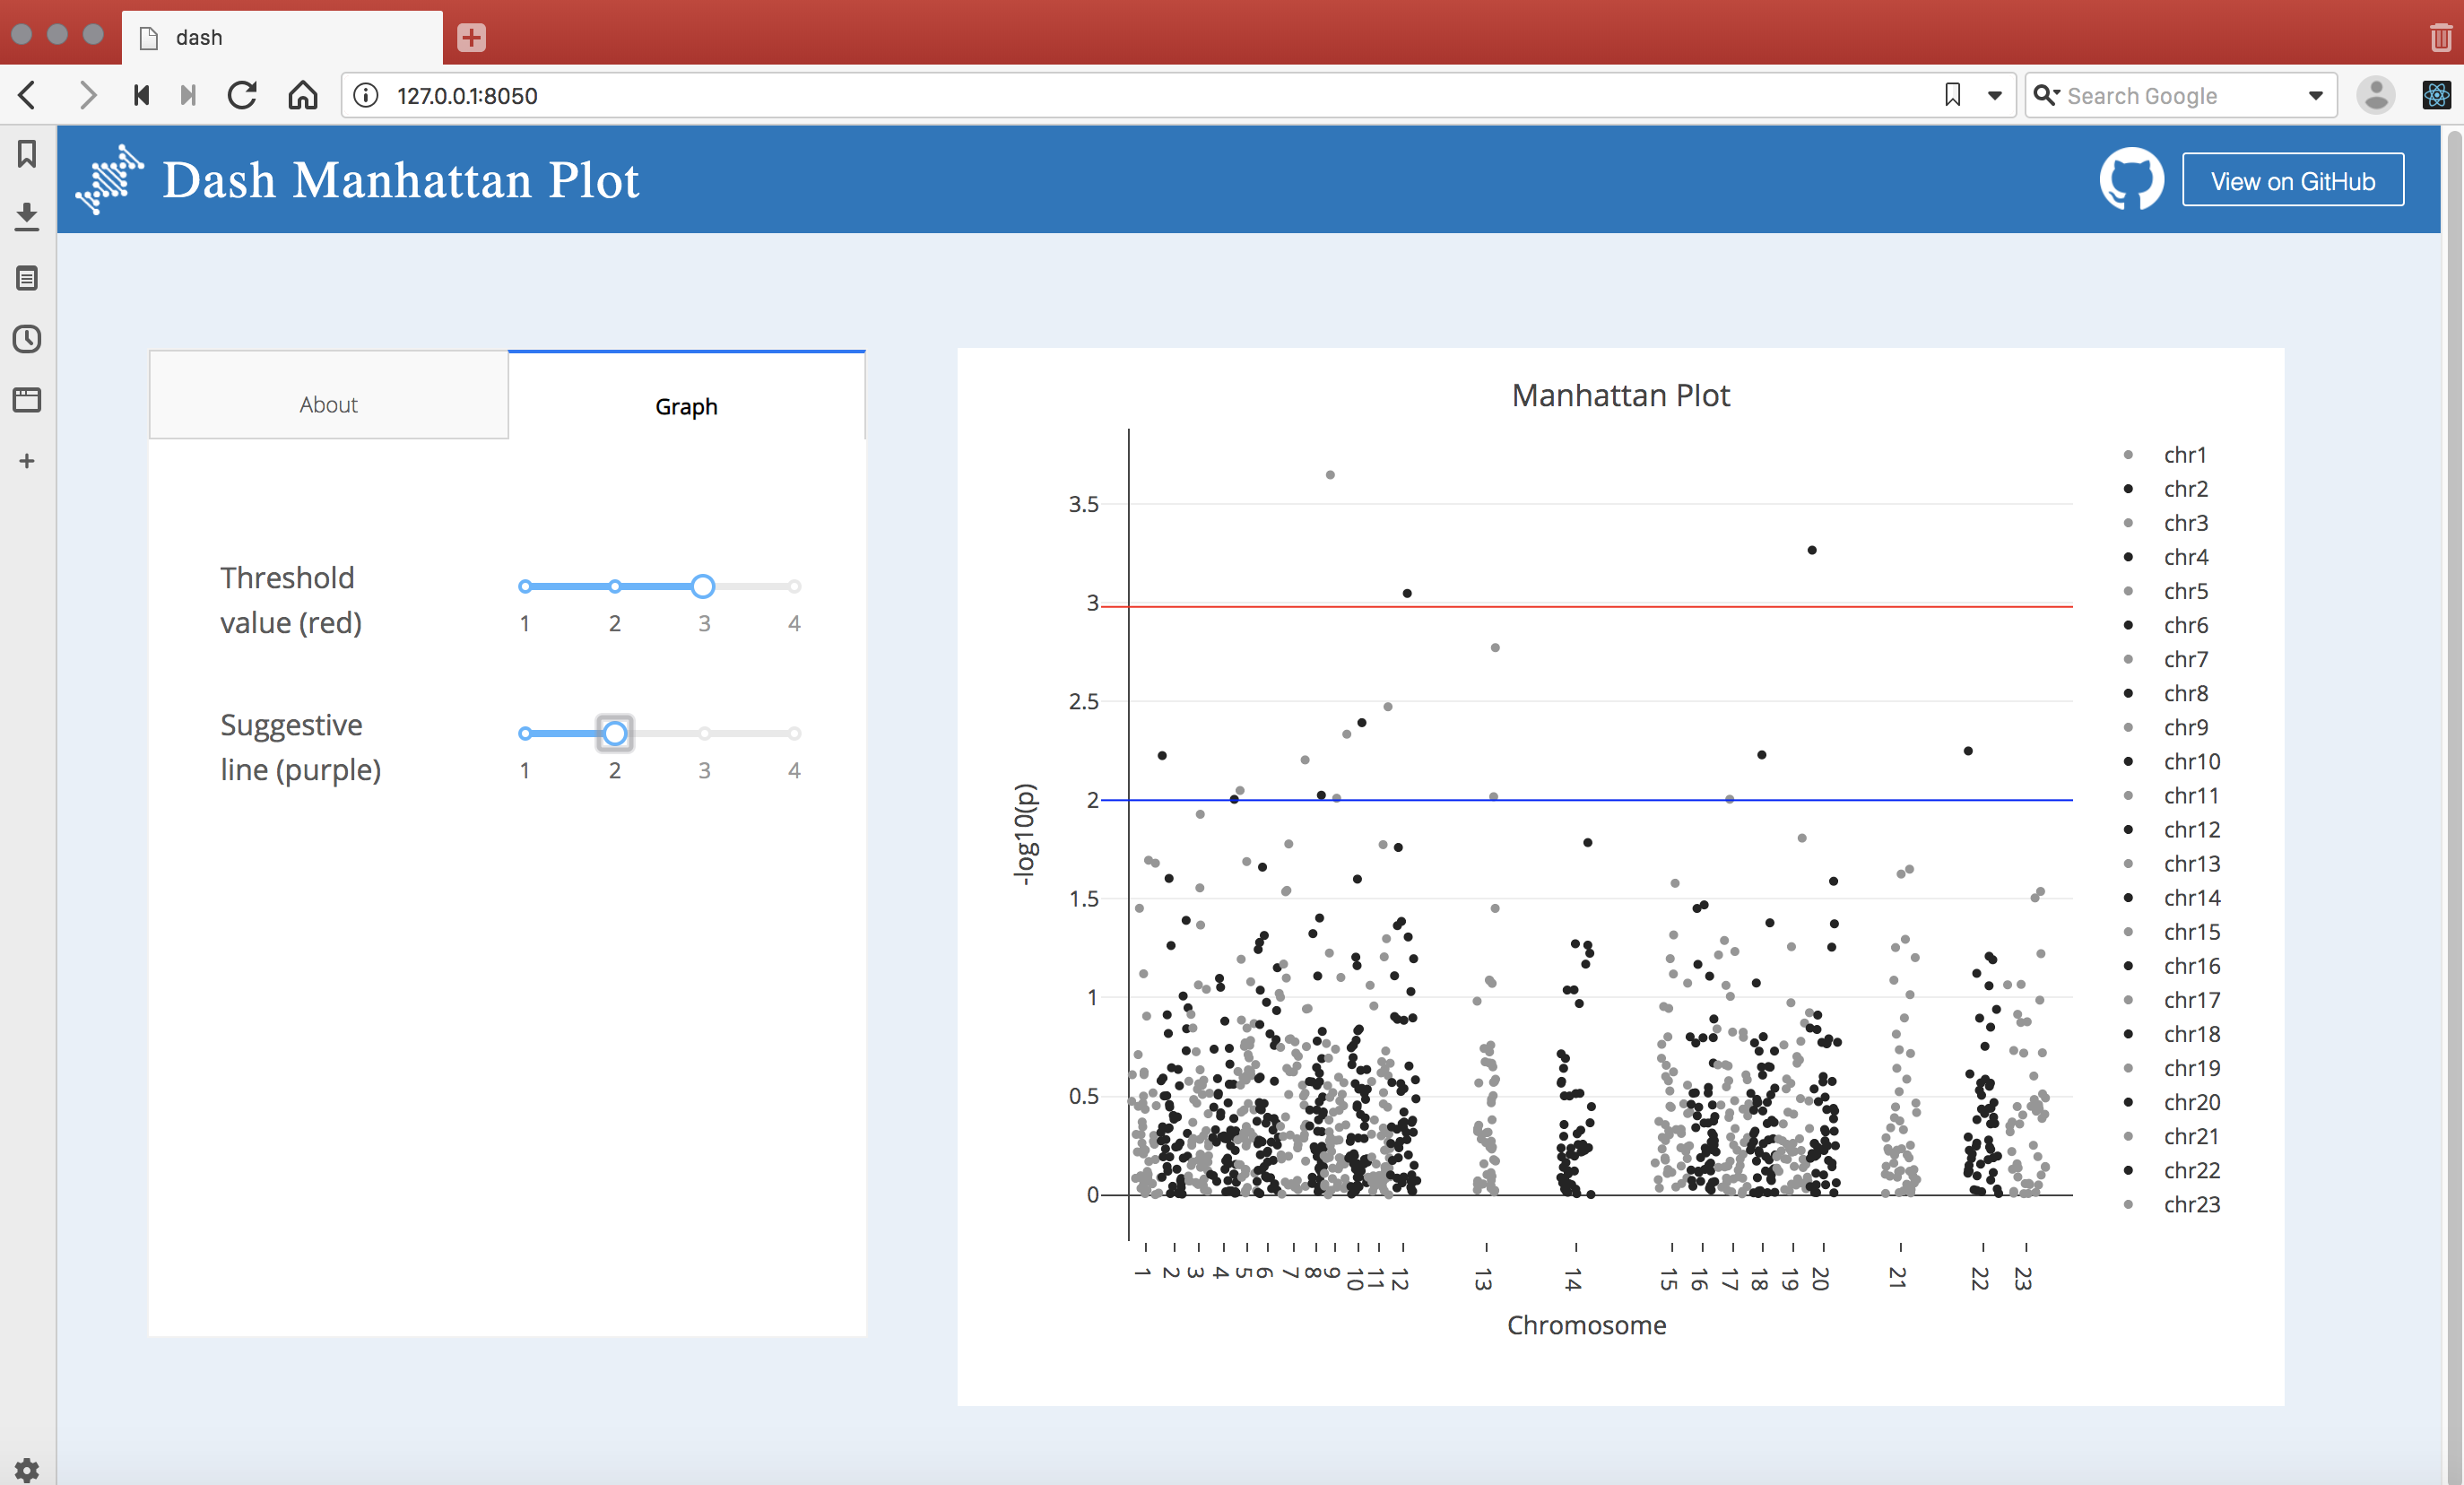 dash
127.0.0.1:8050
Search Google
Dash Manhattan Plot
View on GitHub
About
Graph
Threshold
value (red)
1 2 3 4
Suggestive
line (purple)
1 2 3 4
Manhattan Plot
3.5
3
2.5
2
1.5
1
0.5
0
-log10(p)
1 2 3 4 5 6 7 8 9 10 11 12 13 14 15 16 17 18 19 20 21 22 23
Chromosome
chr1
chr2
chr3
chr4
chr5
chr6
chr7
chr8
chr9
chr10
chr11
chr12
chr13
chr14
chr15
chr16
chr17
chr18
chr19
chr20
chr21
chr22
chr23